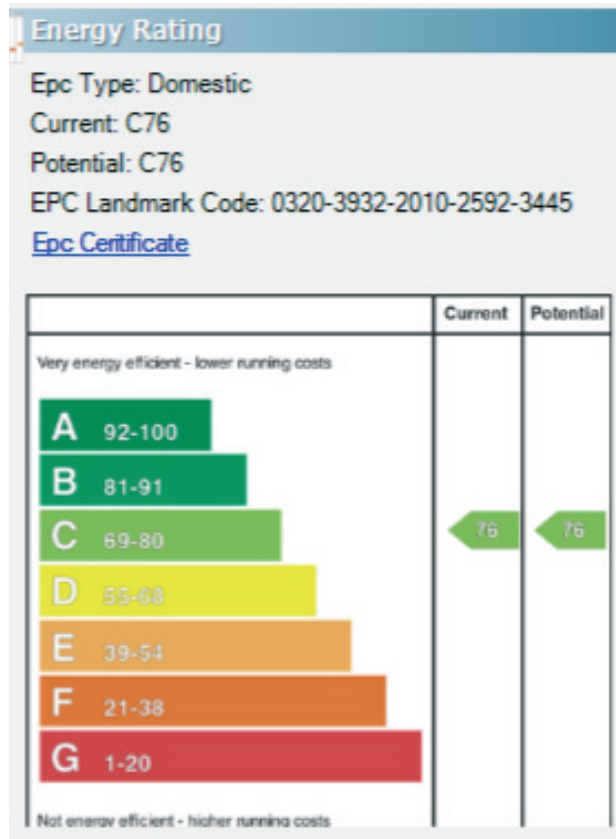 Energy Rating
Epc Type: Domestic
Current: C76
Potential: C76
EPC Landmark Code: 0320-3932-2010-2592-3445
Epc Ceritificate
Current Potential
Very energy efficient - lower running costs
A 92-100
B 81-91
C 69-80 76 76
D 55-68
E 39-54
F 21-38
G 1-20
Not energy efficient - higher running costs